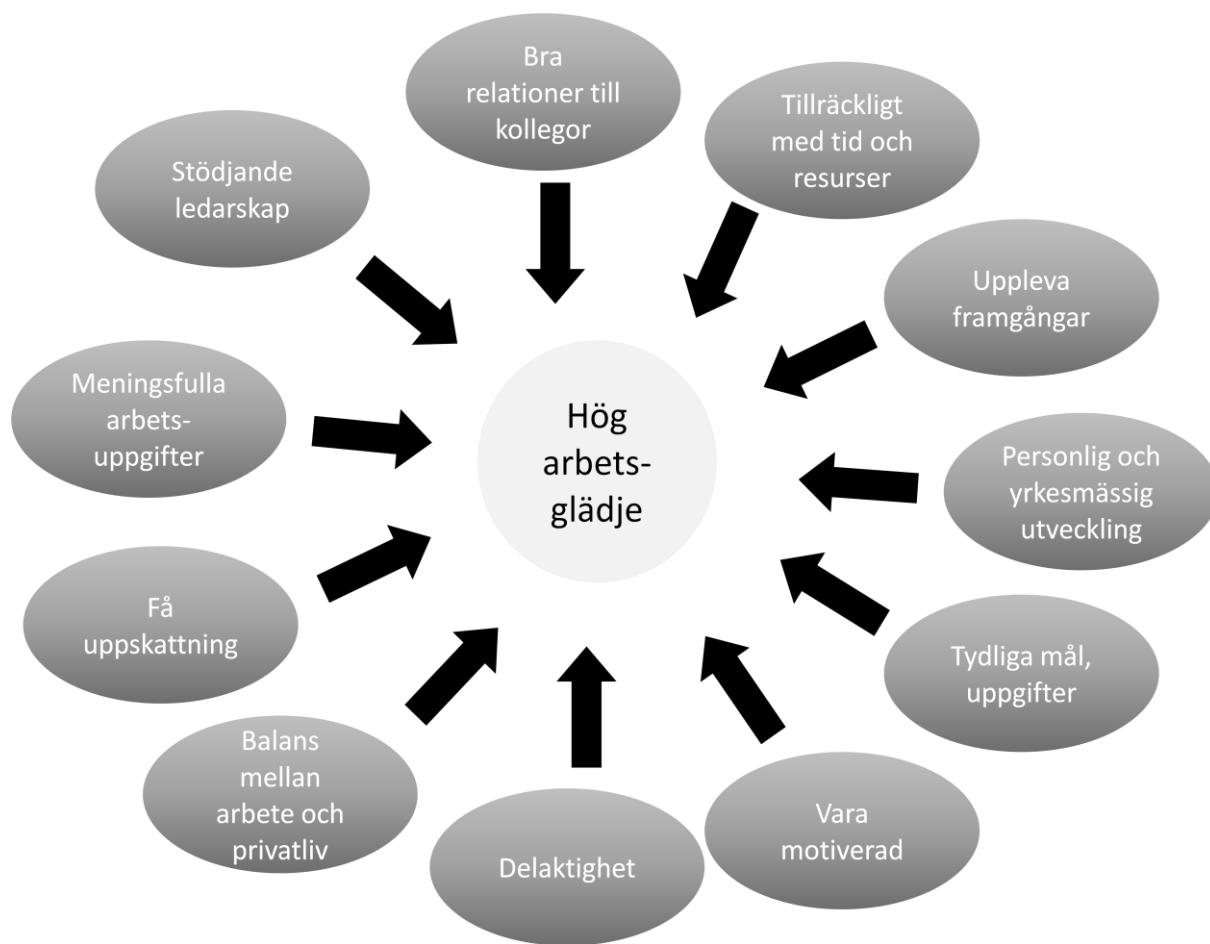 Bra
relationer till
kollegor
Tillräckligt
med tid och
resurser
Uppleva
framgångar
Personlig och
yrkesmässig
utveckling
Tydliga mål,
uppgifter
Vara
motiverad
Delaktighet
Balans
mellan
arbete och
privatliv
Få
uppskattning
Meningsfulla
arbets-
uppgifter
Stödjande
ledarskap
Hög
arbets-
glädje